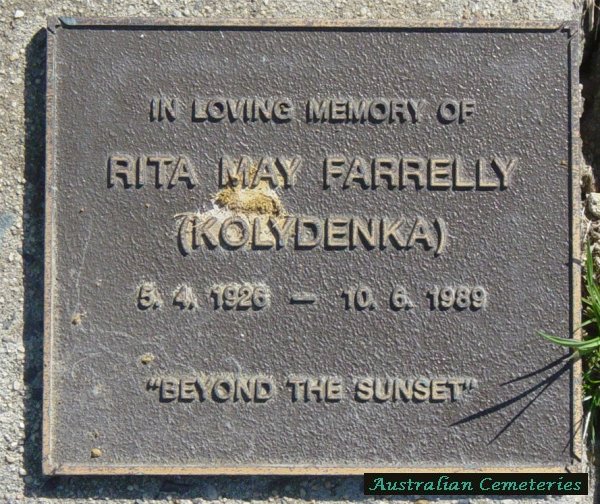 IN LOVING MEMORY OF
RITA MAY FARRELLY
(KOLYDENKA)
5. 4. 1926 — 10. 6. 1989
"BEYOND THE SUNSET"
Australian Cemeteries